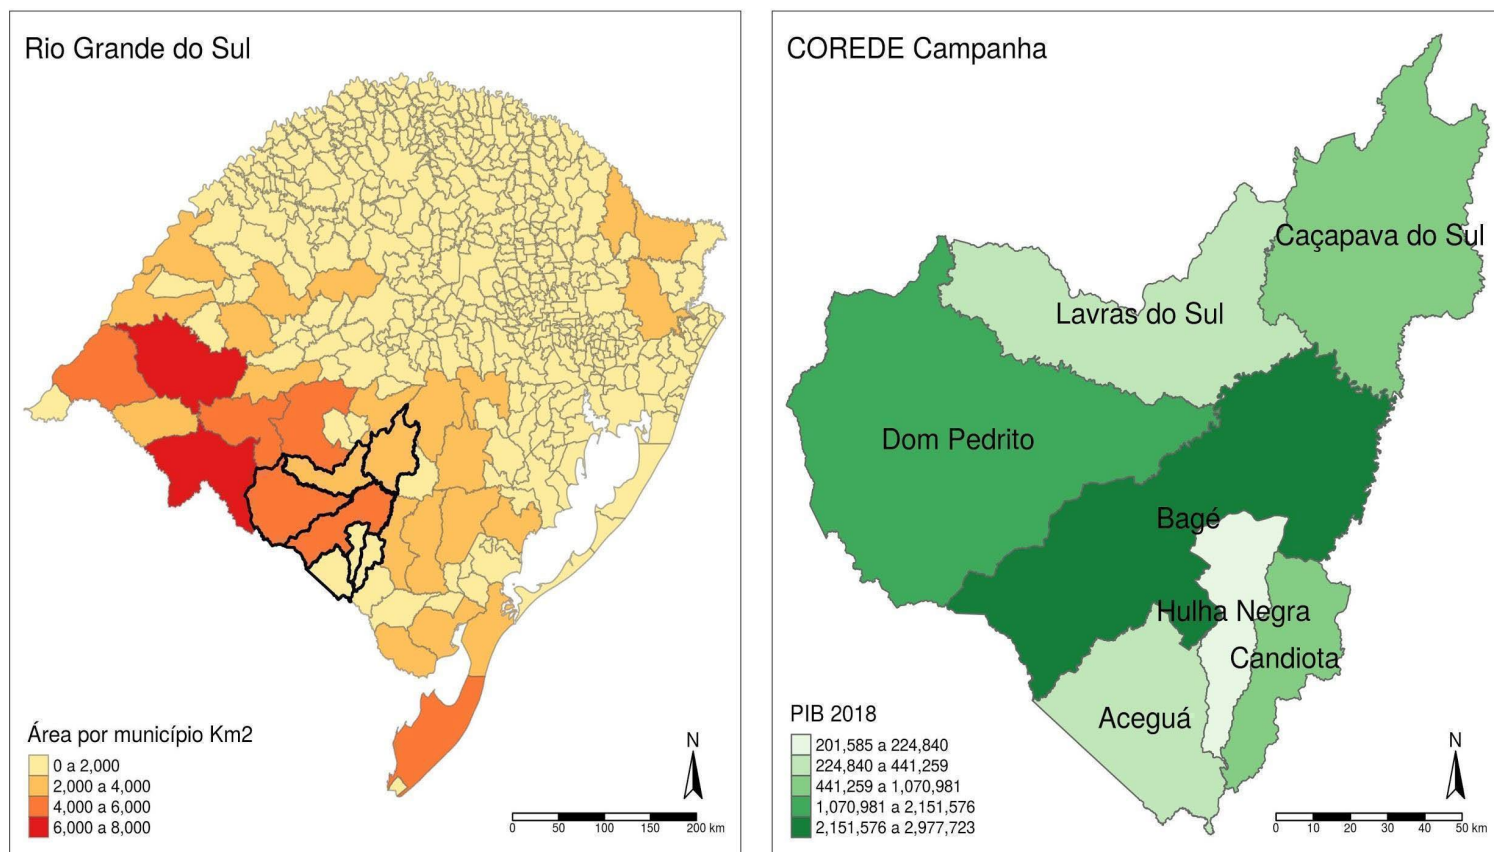 Rio Grande do Sul
Área por município Km2
0 a 2,000
2,000 a 4,000
4,000 a 6,000
6,000 a 8,000
N
0 50 100 150 200 km
COREDE Campanha
Caçapava do Sul
Lavras do Sul
Dom Pedrito
Bagé
Hulha Negra
Candiota
Aceguá
PIB 2018
201,585 a 224,840
224,840 a 441,259
441,259 a 1,070,981
1,070,981 a 2,151,576
2,151,576 a 2,977,723
N
0 10 20 30 40 50 km